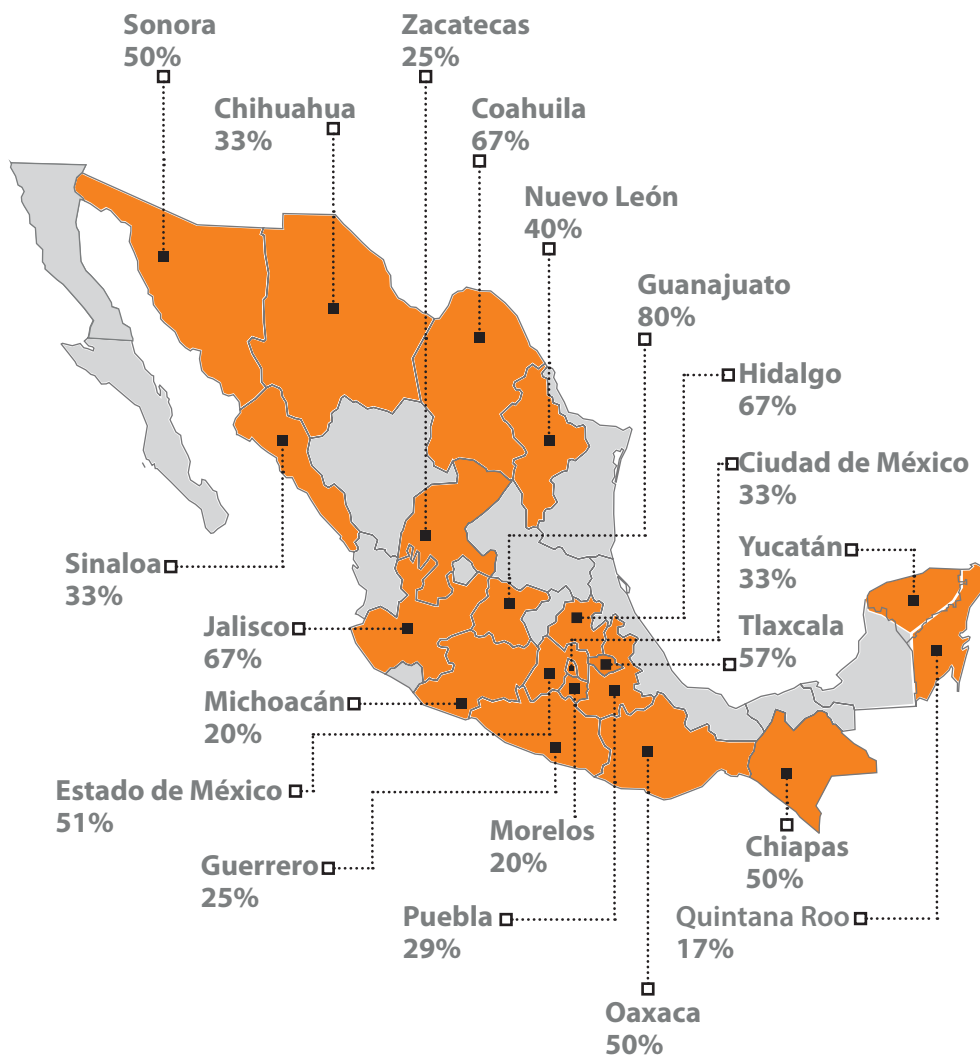 Sonora
50%
Zacatecas
25%
Chihuahua
33%
Coahuila
67%
Nuevo León
40%
Guanajuato
80%
Hidalgo
67%
Ciudad de México
33%
Yucatán
33%
Sinaloa
33%
Jalisco
67%
Tlaxcala
57%
Michoacán
20%
Estado de México
51%
Morelos
20%
Chiapas
50%
Guerrero
25%
Puebla
29%
Quintana Roo
17%
Oaxaca
50%